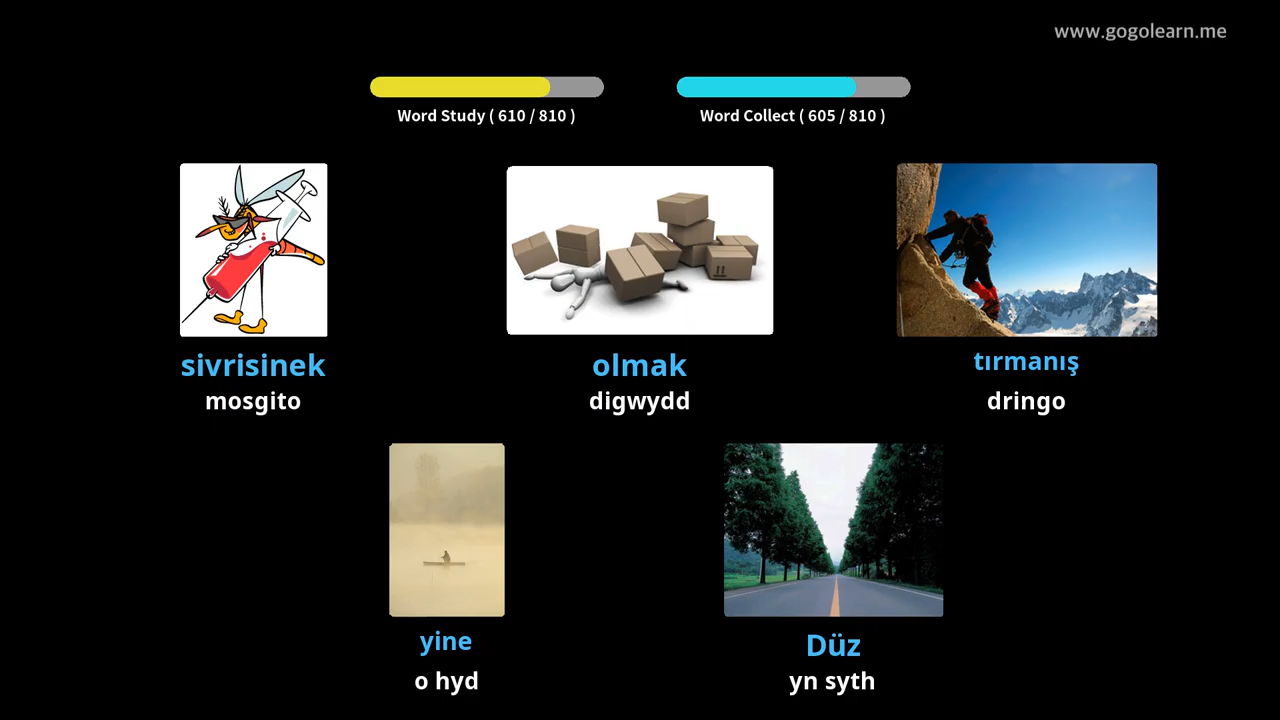 www.gogolearn.me
Word Study ( 610 / 810 )
Word Collect ( 605 / 810 )
sivrisinek
mosgito
olmak
digwydd
tırmanış
dringo
yine
o hyd
Düz
yn syth